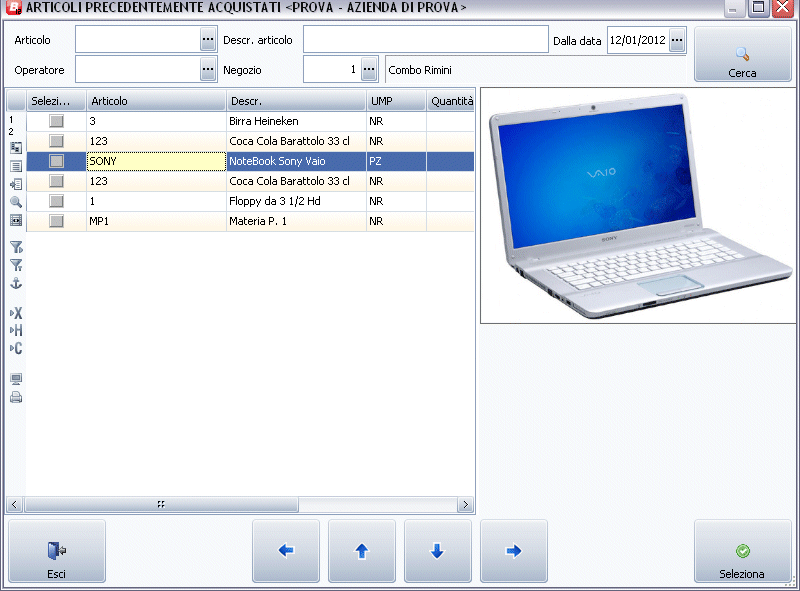 ARTICOLI PRECEDENTEMENTE ACQUISTATI <PROVA - AZIENDA DI PROVA>
Articolo ... Descr. articolo Dalla data 12/01/2012 ...
Operatore ... Negozio 1 ... Combo Rimini
Cerca
Selezi... Articolo Descr. UMP Quantità
1
2
3 Birra Heineken NR
123 Coca Cola Barattolo 33 cl NR
SONY NoteBook Sony Vaio PZ
123 Coca Cola Barattolo 33 cl NR
1 Floppy da 3 1/2 Hd NR
MP1 Materia P. 1 NR
X
H
C
VAIO
SONY
Esci
Seleziona